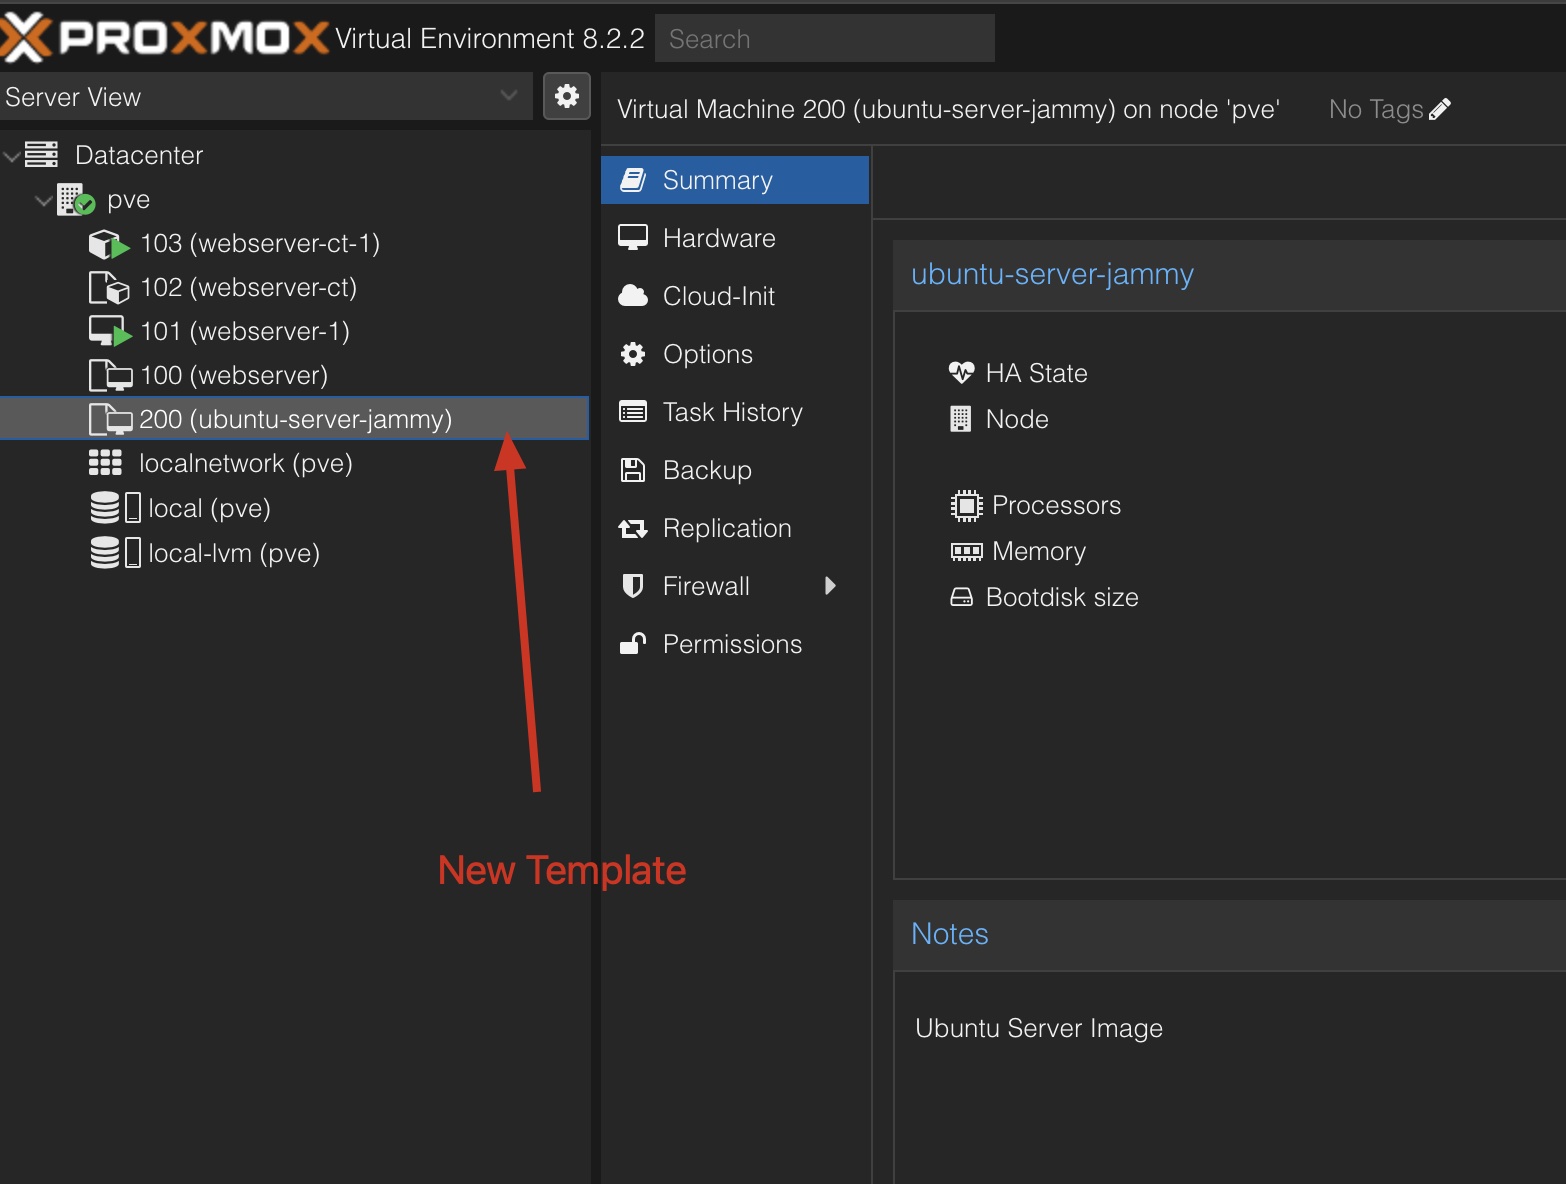 PROXMOX Virtual Environment 8.2.2 Search
Server View
Virtual Machine 200 (ubuntu-server-jammy) on node 'pve' No Tags
Datacenter
pve
103 (webserver-ct-1)
102 (webserver-ct)
101 (webserver-1)
100 (webserver)
200 (ubuntu-server-jammy)
localnetwork (pve)
local (pve)
local-lvm (pve)
New Template
Summary
Hardware
Cloud-Init
Options
Task History
Backup
Replication
Firewall
Permissions
ubuntu-server-jammy
HA State
Node
Processors
Memory
Bootdisk size
Notes
Ubuntu Server Image